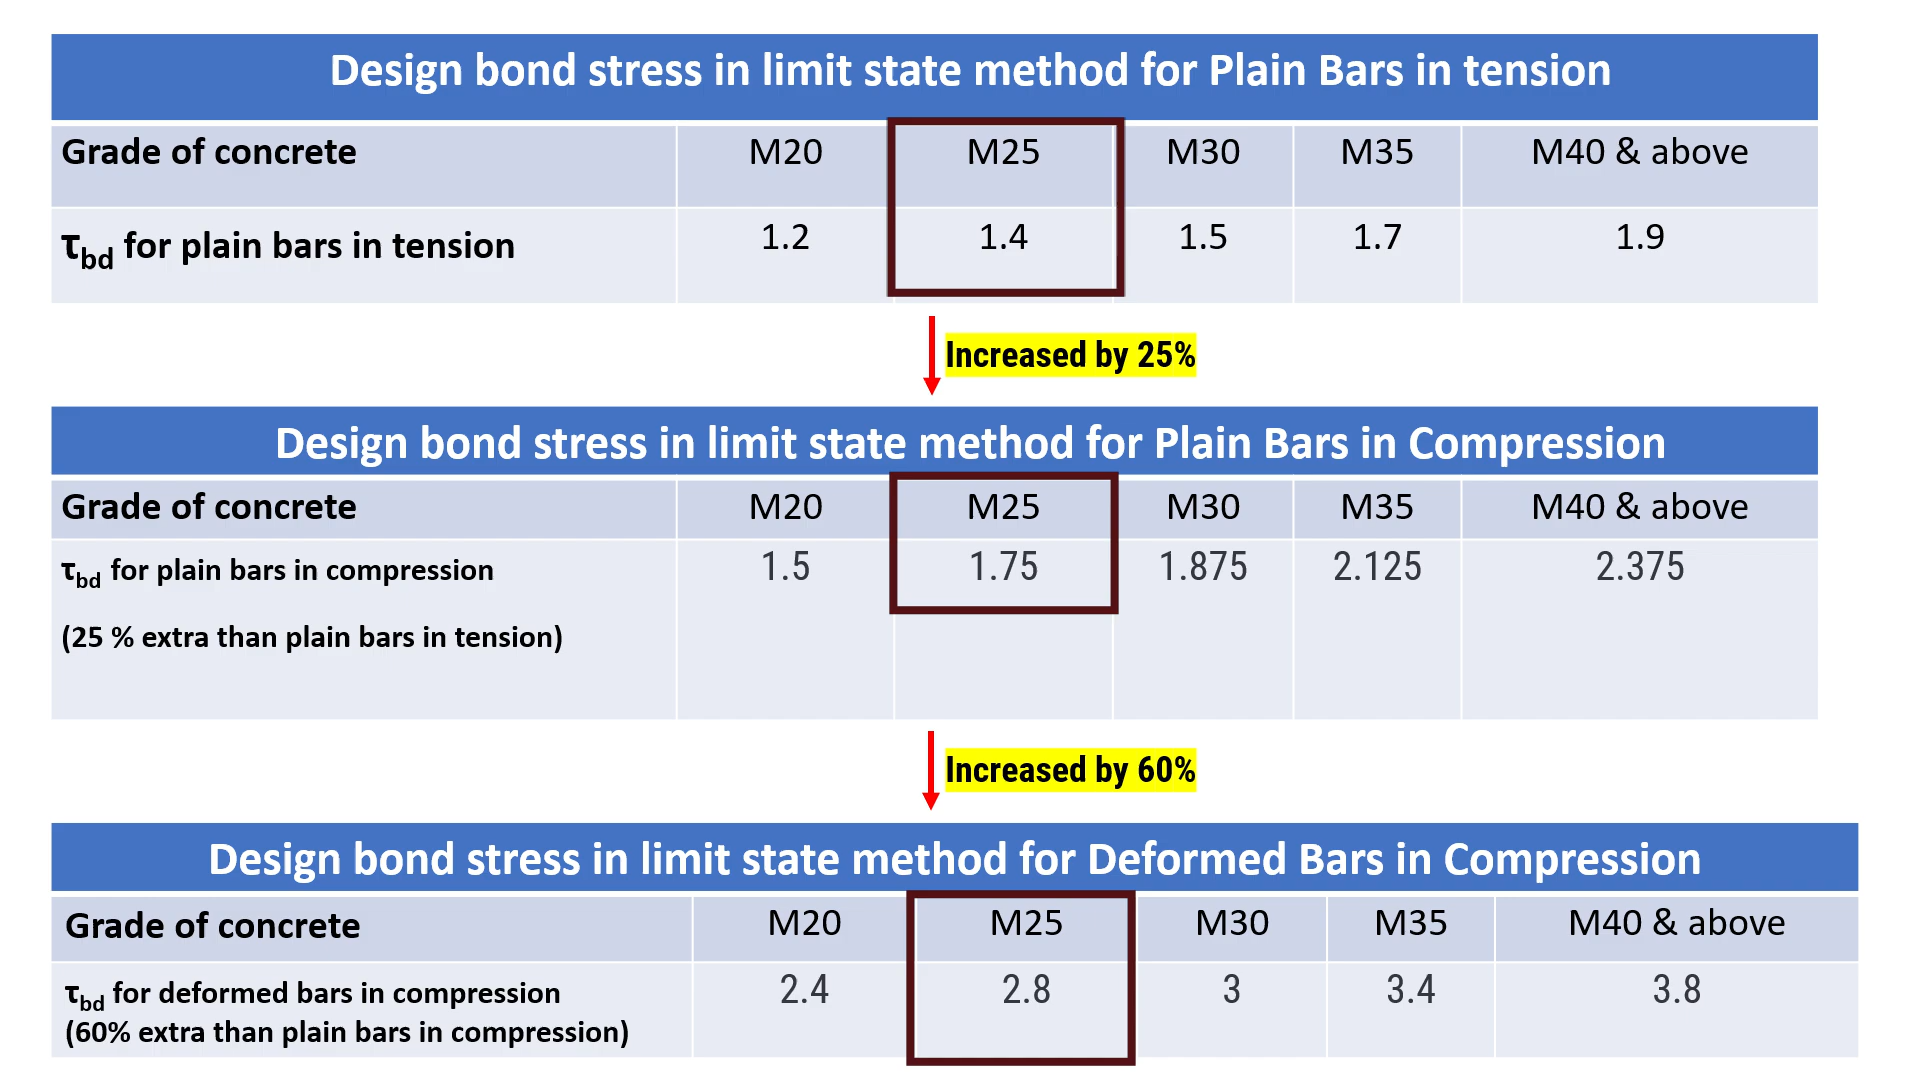 Design bond stress in limit state method for Plain Bars in tension
Grade of concrete M20 M25 M30 M35 M40 & above
τbd for plain bars in tension 1.2 1.4 1.5 1.7 1.9
Increased by 25%
Design bond stress in limit state method for Plain Bars in Compression
Grade of concrete M20 M25 M30 M35 M40 & above
τbd for plain bars in compression 1.5 1.75 1.875 2.125 2.375
(25 % extra than plain bars in tension)
Increased by 60%
Design bond stress in limit state method for Deformed Bars in Compression
Grade of concrete M20 M25 M30 M35 M40 & above
τbd for deformed bars in compression 2.4 2.8 3 3.4 3.8
(60% extra than plain bars in compression)